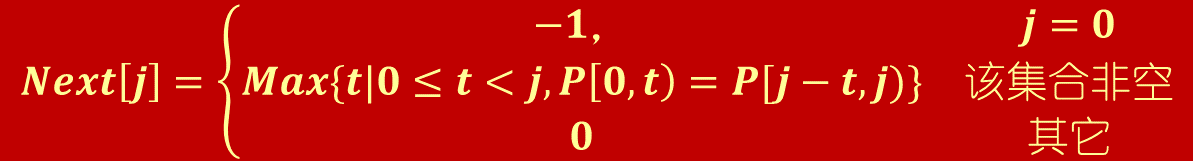 −1, j = 0
Next[j] = { Max{t|0 ≤ t < j, P[0, t) = P[j − t, j)} 该集合非空
0 其它